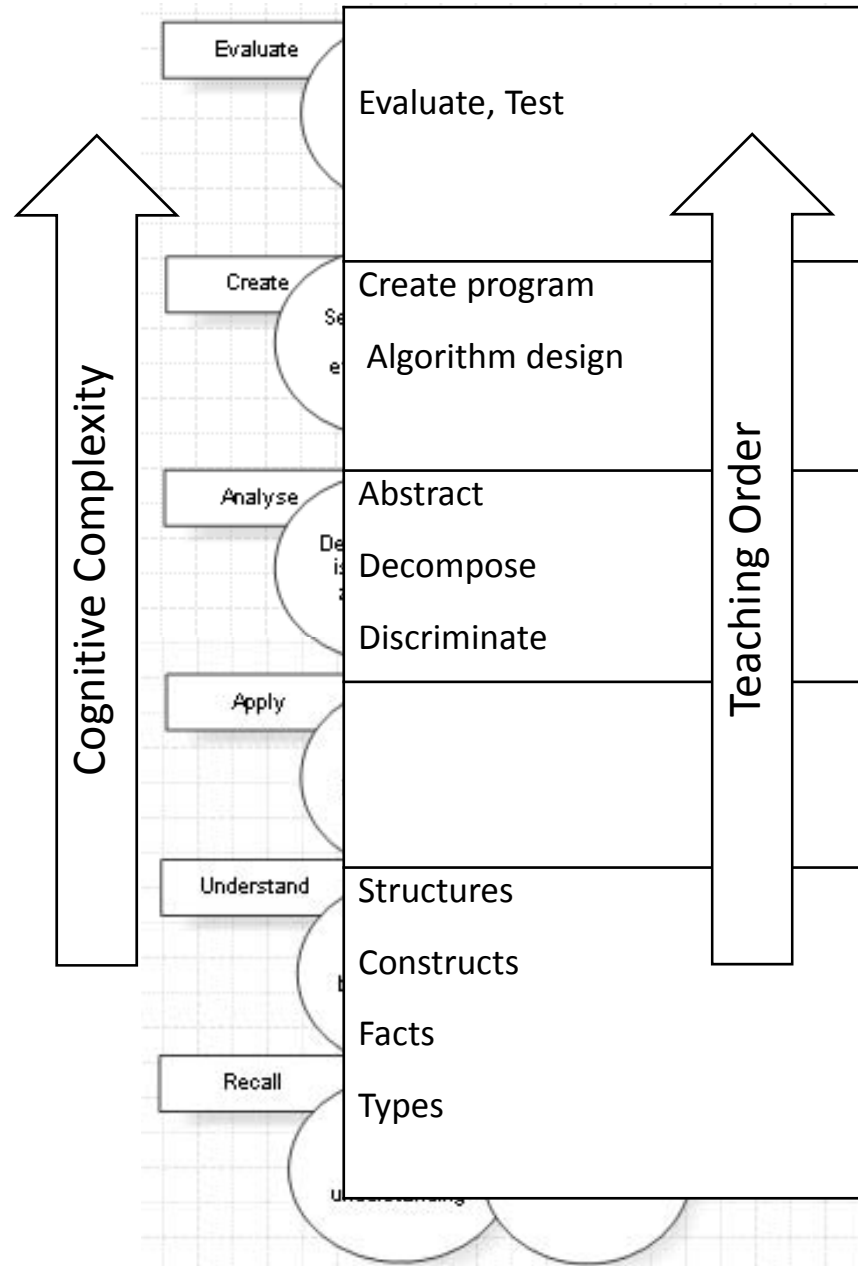 Evaluate
Evaluate, Test
Create
Create program
Algorithm design
Analyse
Abstract
Decompose
Discriminate
Apply
Understand
Structures
Constructs
Facts
Types
Recall
Cognitive Complexity
Teaching Order